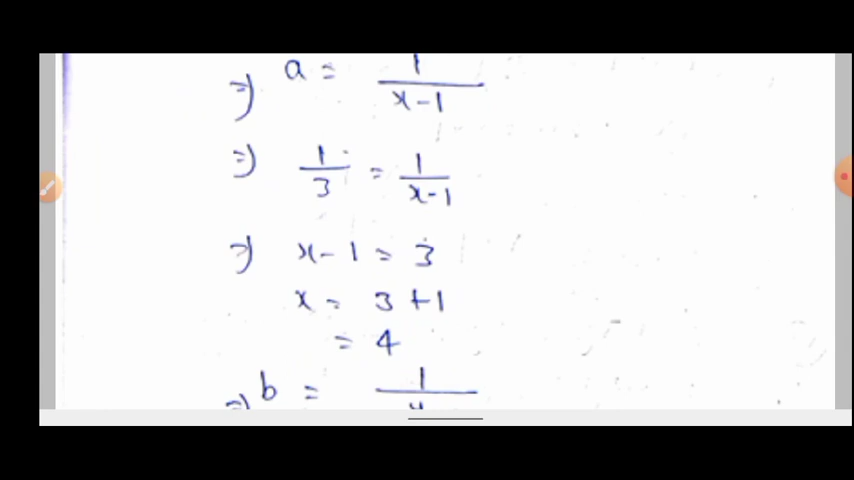 ⇒ a = 1/(x-1)
⇒ 1/3 = 1/(x-1)
⇒ x-1 = 3
x = 3+1
= 4
⇒ b = 1/